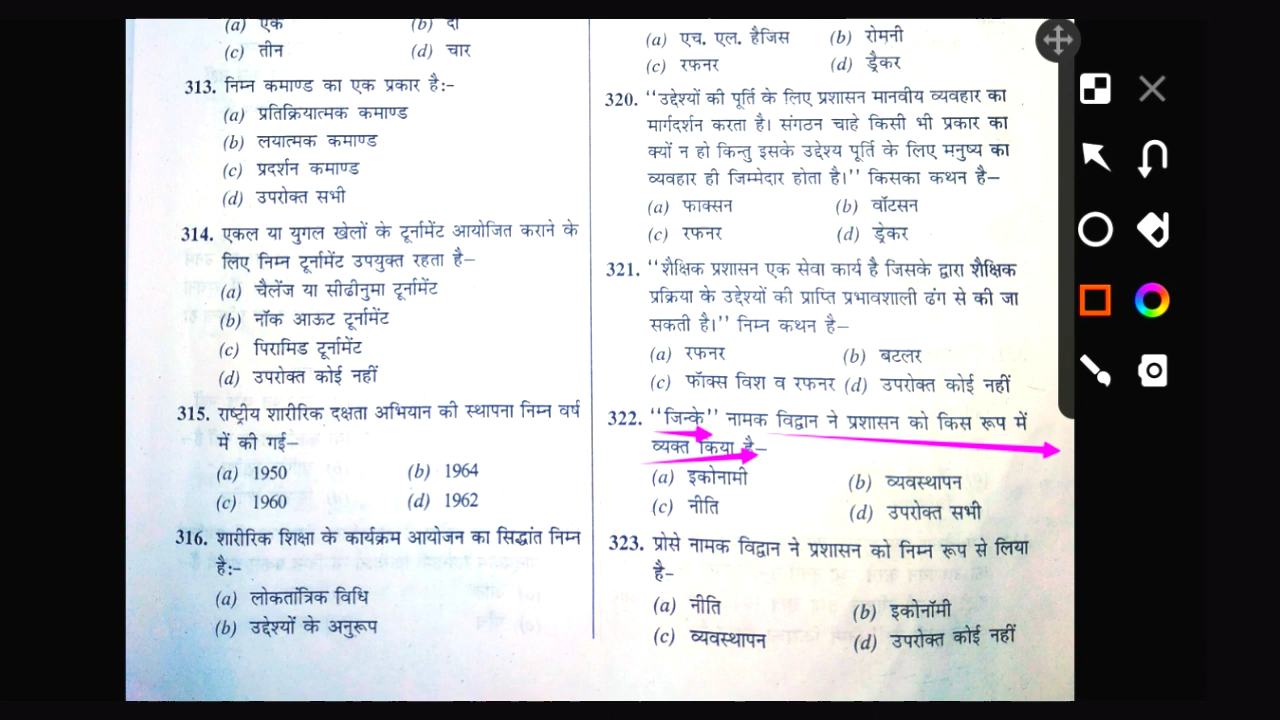 (a) एक (b) दो
(c) तीन (d) चार
313. निम्न कमाण्ड का एक प्रकार है:-
(a) प्रतिक्रियात्मक कमाण्ड
(b) लयात्मक कमाण्ड
(c) प्रदर्शन कमाण्ड
(d) उपरोक्त सभी
314. एकल या युगल खेलों के टूर्नामेंट आयोजित कराने के
लिए निम्न टूर्नामेंट उपयुक्त रहता है–
(a) चैलेंज या सीढीनुमा टूर्नामेंट
(b) नॉक आऊट टूर्नामेंट
(c) पिरामिड टूर्नामेंट
(d) उपरोक्त कोई नहीं
315. राष्ट्रीय शारीरिक दक्षता अभियान की स्थापना निम्न वर्ष
में की गई–
(a) 1950 (b) 1964
(c) 1960 (d) 1962
316. शारीरिक शिक्षा के कार्यक्रम आयोजन का सिद्धांत निम्न
है:–
(a) लोकतांत्रिक विधि
(b) उद्देश्यों के अनुरूप
(a) एच. एल. हैजिस (b) रोमनी
(c) रफनर (d) ड्रैकर
320. ‘‘उद्देश्यों की पूर्ति के लिए प्रशासन मानवीय व्यवहार का
मार्गदर्शन करता है। संगठन चाहे किसी भी प्रकार का
क्यों न हो किन्तु इसके उद्देश्य पूर्ति के लिए मनुष्य का
व्यवहार ही जिम्मेदार होता है।’’ किसका कथन है–
(a) फाक्सन (b) वॉटसन
(c) रफनर (d) ड्रेकर
321. ‘‘शैक्षिक प्रशासन एक सेवा कार्य है जिसके द्वारा शैक्षिक
प्रक्रिया के उद्देश्यों की प्राप्ति प्रभावशाली ढंग से की जा
सकती है।’’ निम्न कथन है–
(a) रफनर (b) बटलर
(c) फॉक्स विश व रफनर (d) उपरोक्त कोई नहीं
322. ‘‘जिन्के’’ नामक विद्वान ने प्रशासन को किस रूप में
व्यक्त किया है–
(a) इकोनामी (b) व्यवस्थापन
(c) नीति (d) उपरोक्त सभी
323. प्रोसे नामक विद्वान ने प्रशासन को निम्न रूप से लिया
है–
(a) नीति (b) इकोनॉमी
(c) व्यवस्थापन (d) उपरोक्त कोई नहीं